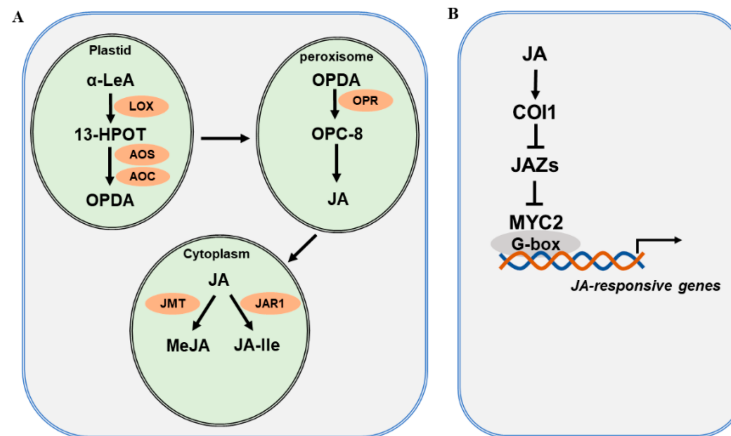 A
Plastid
α-LeA
LOX
13-HPOT
AOS
AOC
OPDA
peroxisome
OPDA
OPR
OPC-8
JA
Cytoplasm
JA
JMT
JAR1
MeJA
JA-Ile
B
JA
COI1
JAZs
MYC2
G-box
JA-responsive genes